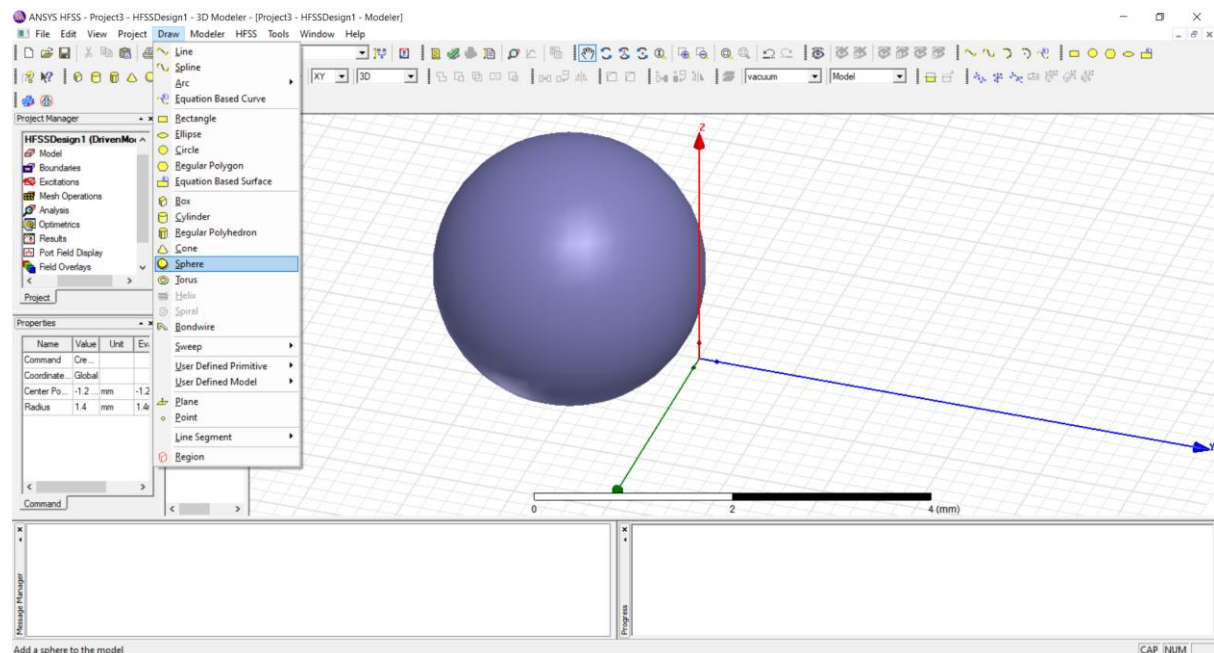 ANSYS HFSS - Project3 - HFSSDesign1 - 3D Modeler - [Project3 - HFSSDesign1 - Modeler]
File Edit View Project Draw Modeler HFSS Tools Window Help
XY 3D vacuum Model
Project Manager
HFSSDesign1 (DrivenMo
Model
Boundaries
Excitations
Mesh Operations
Analysis
Optimetrics
Results
Port Field Display
Field Overlays
Project
Properties
Name Value Unit Ev
Command Cre...
Coordinate... Global
Center Po... -1.2 ... mm -1.2
Radius 1.4 mm 1.4
Command
Line
Spline
Arc
Equation Based Curve
Rectangle
Ellipse
Circle
Regular Polygon
Equation Based Surface
Box
Cylinder
Regular Polyhedron
Cone
Sphere
Torus
Helix
Spiral
Bondwire
Sweep
User Defined Primitive
User Defined Model
Plane
Point
Line Segment
Region
Z
Y
0 2 4 (mm)
Message Manager
Progress
Add a sphere to the model CAP NUM